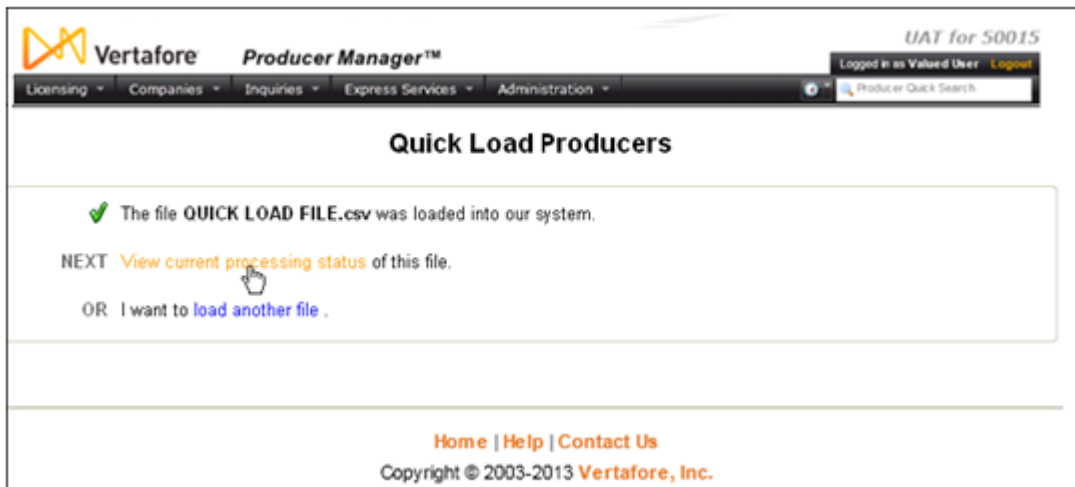 UAT for 50015
Vertafore Producer Manager™
Logged in as Valued User Logout
Licensing Companies Inquiries Express Services Administration Producer Quick Search
Quick Load Producers
The file QUICK LOAD FILE.csv was loaded into our system.
NEXT View current processing status of this file.
OR I want to load another file .
Home | Help | Contact Us
Copyright © 2003-2013 Vertafore, Inc.